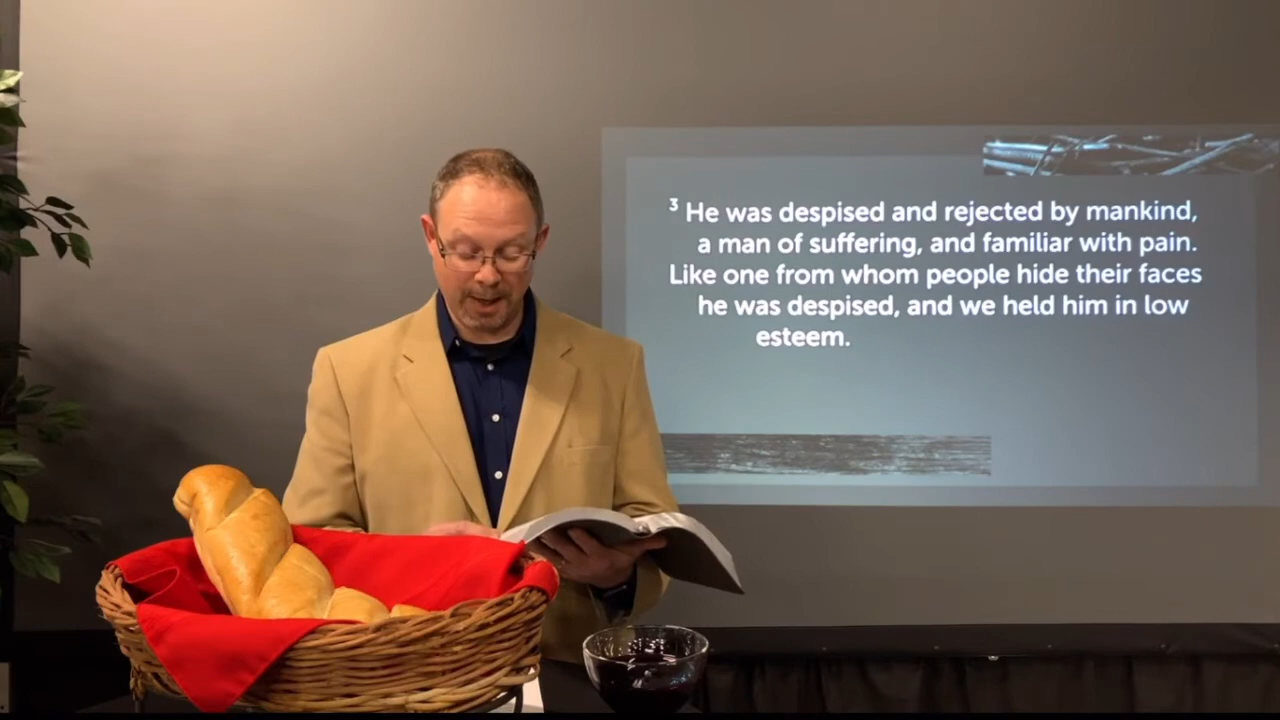 ³ He was despised and rejected by mankind,
a man of suffering, and familiar with pain.
Like one from whom people hide their faces
he was despised, and we held him in low
esteem.